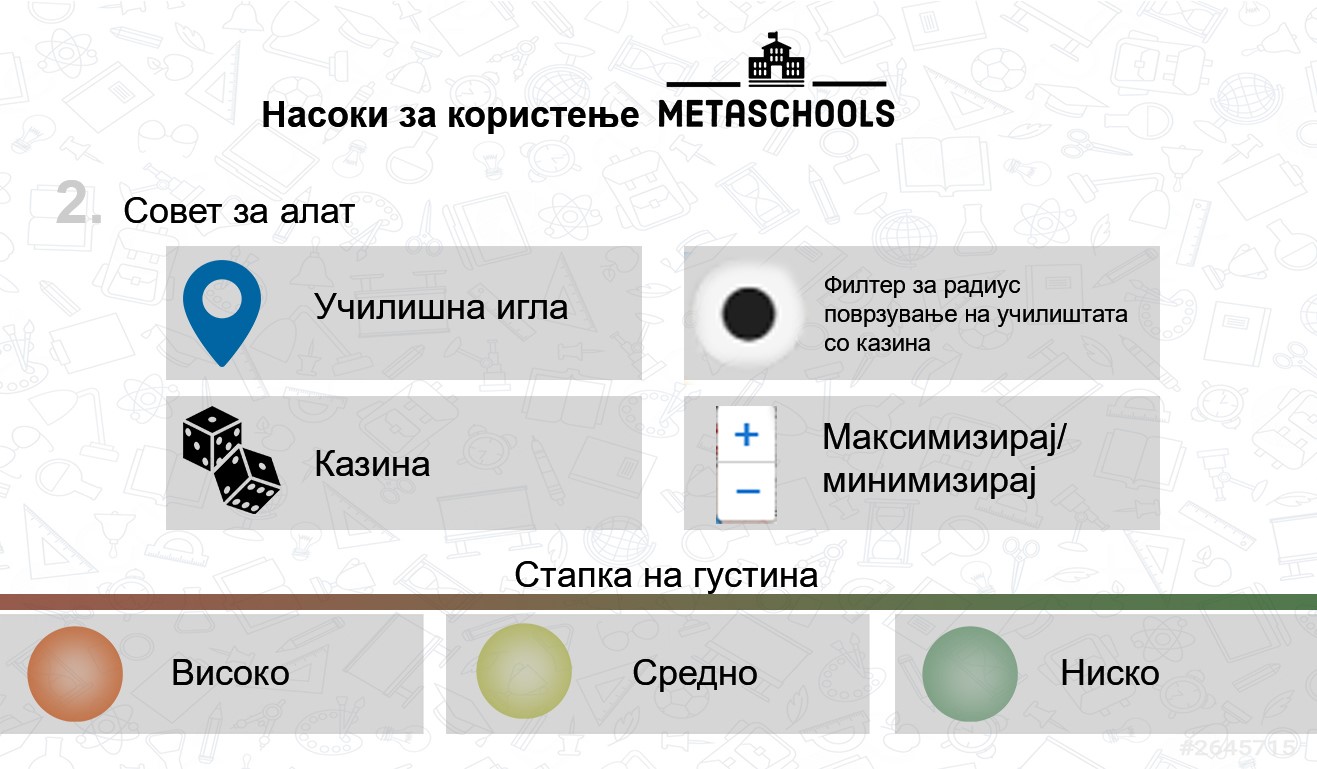 Насоки за користење METASCHOOLS
2. Совет за алат
Училишна игла
Филтер за радиус
поврзување на училиштата
со казина
Казина
+
Максимизирај/
−
минимизирај
Стапка на густина
Високо
Средно
Ниско
#2645715